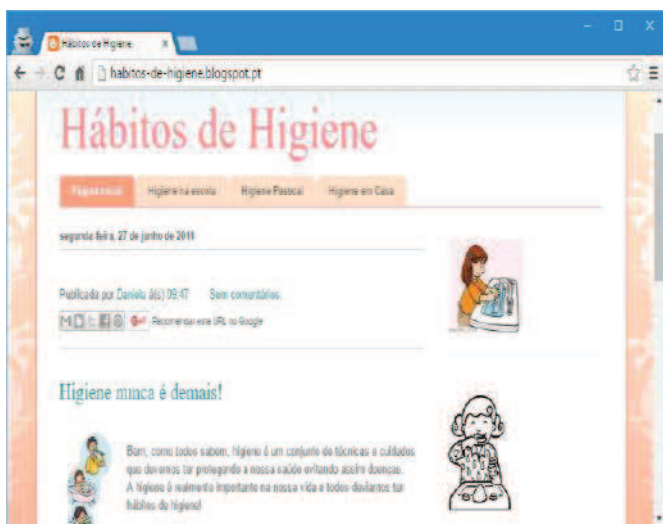 Hábitos de Higiene
habitos-de-higiene.blogspot.pt
Hábitos de Higiene
Página inicial Higiene na escola Higiene Pessoal Higiene em Casa
segunda-feira, 27 de junho de 2011
Publicada por Daniela à(s) 09:47 Sem comentários:
Recomendar este URL no Google
Higiene nunca é demais!
Bem, como todos sabem, higiene é um conjunto de técnicas e cuidados
que devemos ter protegendo a nossa saúde evitando assim doenças.
A higiene é realmente importante na nossa vida e todos devíamos ter
hábitos de higiene!